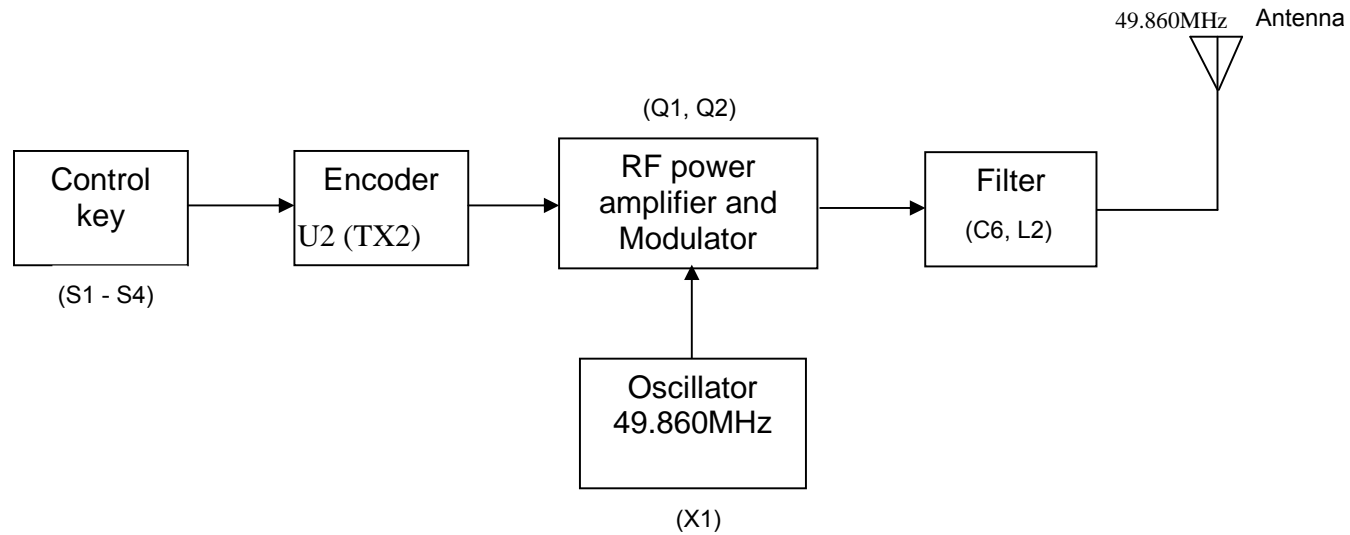 49.860MHz Antenna
(Q1, Q2)
Control
key
(S1 - S4)
Encoder
U2 (TX2)
RF power
amplifier and
Modulator
Filter
(C6, L2)
Oscillator
49.860MHz
(X1)